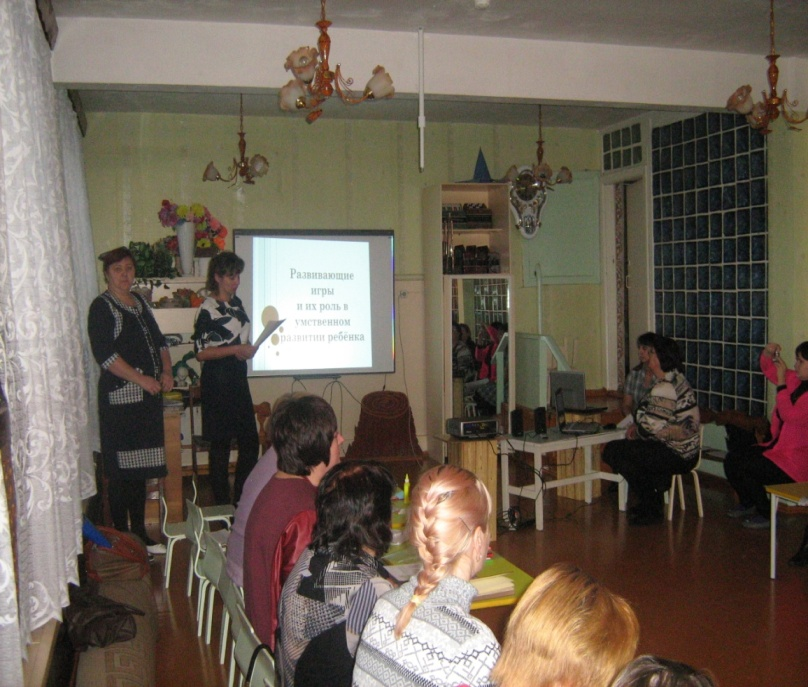 Развивающие
игры
и их роль в
умственном
развитии ребёнка